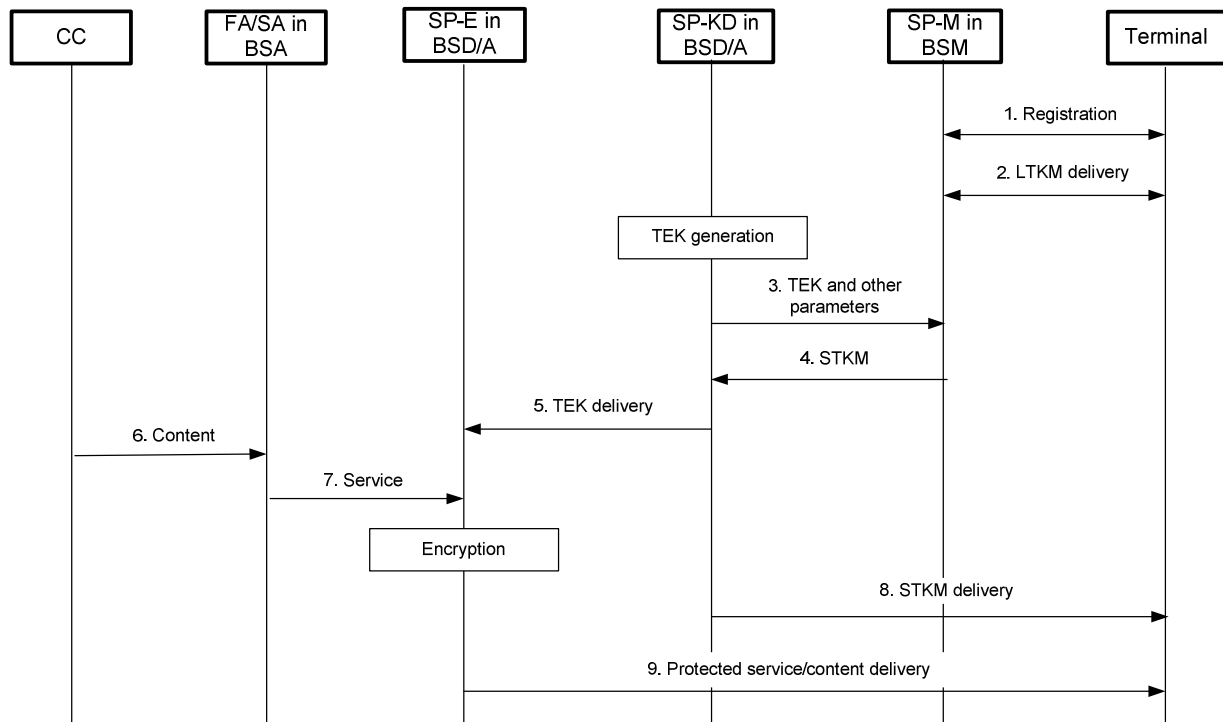 CC
FA/SA in
BSA
SP-E in
BSD/A
SP-KD in
BSD/A
SP-M in
BSM
Terminal
1. Registration
2. LTKM delivery
TEK generation
3. TEK and other
parameters
4. STKM
5. TEK delivery
6. Content
7. Service
Encryption
8. STKM delivery
9. Protected service/content delivery